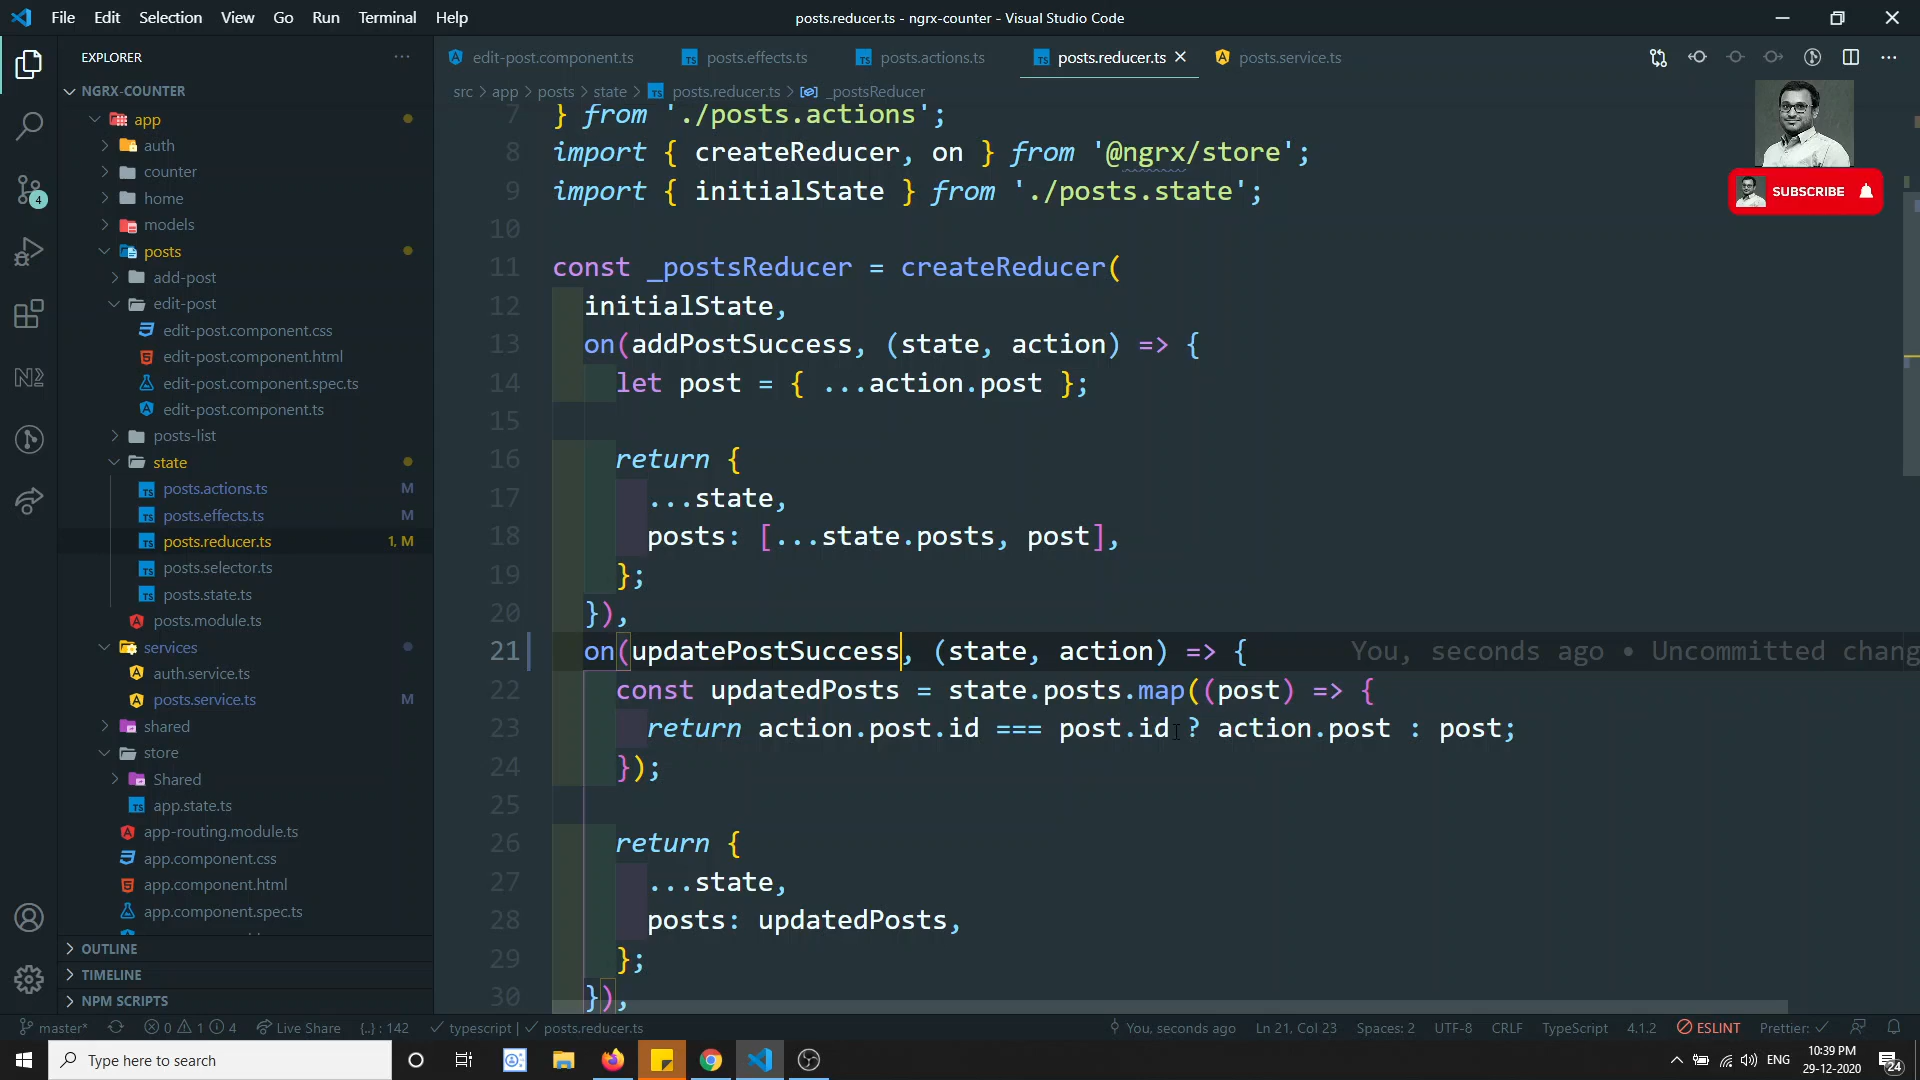 File Edit Selection View Go Run Terminal Help
posts.reducer.ts - ngrx-counter - Visual Studio Code
EXPLORER
edit-post.component.ts posts.effects.ts posts.actions.ts posts.reducer.ts posts.service.ts
NGRX-COUNTER
src > app > posts > state > posts.reducer.ts > _postsReducer
app
auth
counter
home
models
posts
add-post
edit-post
edit-post.component.css
edit-post.component.html
edit-post.component.spec.ts
edit-post.component.ts
posts-list
state
posts.actions.ts M
posts.effects.ts M
posts.reducer.ts 1, M
posts.selector.ts
posts.state.ts
posts.module.ts
services
auth.service.ts
posts.service.ts M
shared
store
Shared
app.state.ts
app-routing.module.ts
app.component.css
app.component.html
app.component.spec.ts
OUTLINE
TIMELINE
NPM SCRIPTS
4
7 } from './posts.actions';
8 import { createReducer, on } from '@ngrx/store';
9 import { initialState } from './posts.state';
10
11 const _postsReducer = createReducer(
12 initialState,
13 on(addPostSuccess, (state, action) => {
14 let post = { ...action.post };
15
16 return {
17 ...state,
18 posts: [...state.posts, post],
19 };
20 }),
21 on(updatePostSuccess, (state, action) => { You, seconds ago • Uncommitted chang
22 const updatedPosts = state.posts.map((post) => {
23 return action.post.id === post.id ? action.post : post;
24 });
25
26 return {
27 ...state,
28 posts: updatedPosts,
29 };
30 }),
SUBSCRIBE
master* 0 1 4 Live Share {..} : 142 typescript | posts.reducer.ts You, seconds ago Ln 21, Col 23 Spaces: 2 UTF-8 CRLF TypeScript 4.1.2 ESLINT Prettier:
Type here to search
ENG
10:39 PM
29-12-2020
24